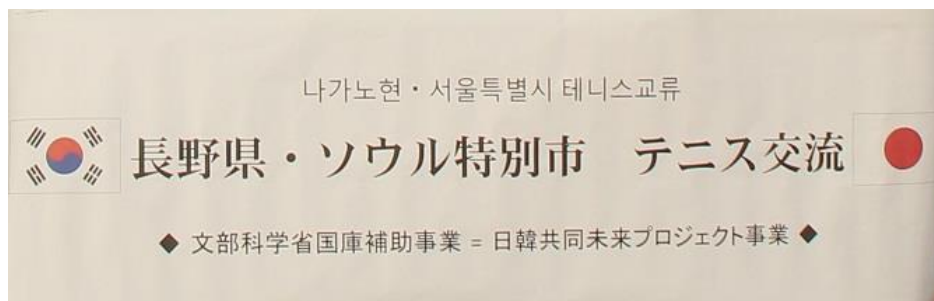 나가노현・서울특별시 테니스교류
長野県・ソウル特別市　テニス交流
◆ 文部科学省国庫補助事業 = 日韓共同未来プロジェクト事業 ◆